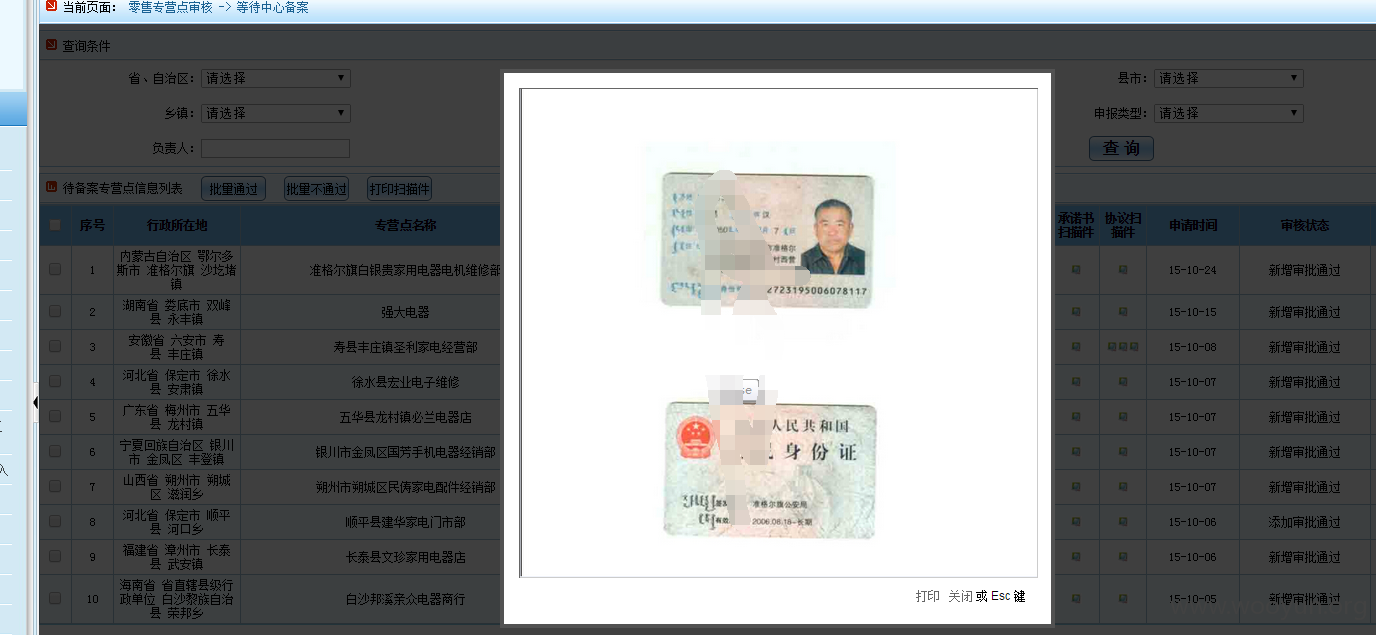 当前页面： 零售专营点审核 -> 等待中心备案
查询条件
省、自治区： 请选择 县市： 请选择
乡镇： 请选择 申报类型： 请选择
负责人： 查 询
待备案专营点信息列表 批量通过 批量不通过 打印扫描件
序号 行政所在地 专营点名称 承诺书扫描件 协议扫描件 申请时间 审核状态
1 内蒙古自治区 鄂尔多斯市 准格尔旗 沙圪堵镇 准格尔旗白银贵家用电器电机维修部 15-10-24 新增审批通过
2 湖南省 娄底市 双峰县 永丰镇 强大电器 15-10-15 新增审批通过
3 安徽省 六安市 寿县 丰庄镇 寿县丰庄镇圣利家电经营部 15-10-08 新增审批通过
4 河北省 保定市 徐水县 安肃镇 徐水县宏业电子维修 15-10-07 新增审批通过
5 广东省 梅州市 五华县 龙村镇 五华县龙村镇必兰电器店 15-10-07 新增审批通过
6 宁夏回族自治区 银川市 金凤区 丰登镇 银川市金凤区国芳手机电器经销部 15-10-07 新增审批通过
7 山西省 朔州市 朔城区 滋润乡 朔州市朔城区民俦家电配件经销部 15-10-07 新增审批通过
8 河北省 保定市 顺平县 河口乡 顺平县建华家电门市部 15-10-06 添加审批通过
9 福建省 漳州市 长泰县 武安镇 长泰县文珍家用电器店 15-10-06 新增审批通过
10 海南省 省直辖县级行政单位 白沙黎族自治县 荣邦乡 白沙邦溪亲众电器商行 15-10-05 新增审批通过
人民共和国
身份证
准格尔旗公安局
2006.08.18-长期
打印 关闭 或 Esc 键